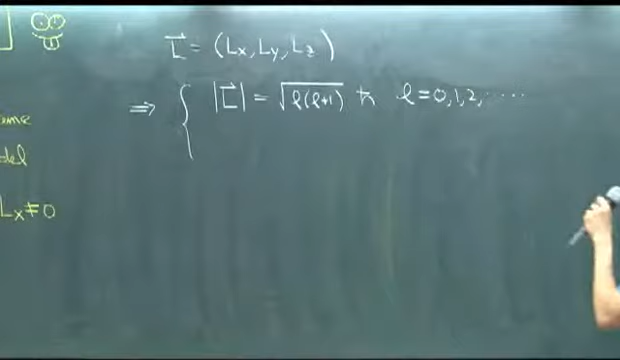 L⃗ = (Lx, Ly, Lz)
⇒ { |L⃗| = √ℓ(ℓ+1) ħ ℓ = 0, 1, 2, ······
Lx ≠ 0